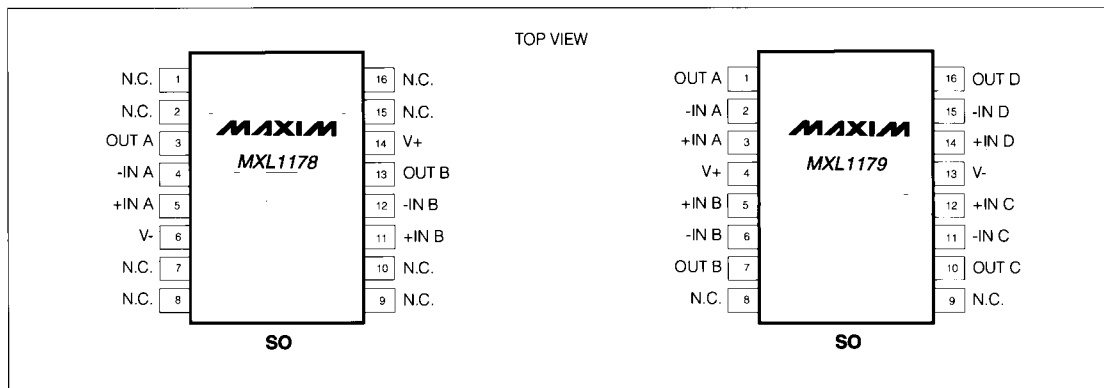 TOP VIEW
N.C. 1 16 N.C.
N.C. 2 15 N.C.
OUT A 3 14 V+
-IN A 4 13 OUT B
+IN A 5 12 -IN B
V- 6 11 +IN B
N.C. 7 10 N.C.
N.C. 8 9 N.C.
MAXIM
MXL1178
SO
OUT A 1 16 OUT D
-IN A 2 15 -IN D
+IN A 3 14 +IN D
V+ 4 13 V-
+IN B 5 12 +IN C
-IN B 6 11 -IN C
OUT B 7 10 OUT C
N.C. 8 9 N.C.
MAXIM
MXL1179
SO